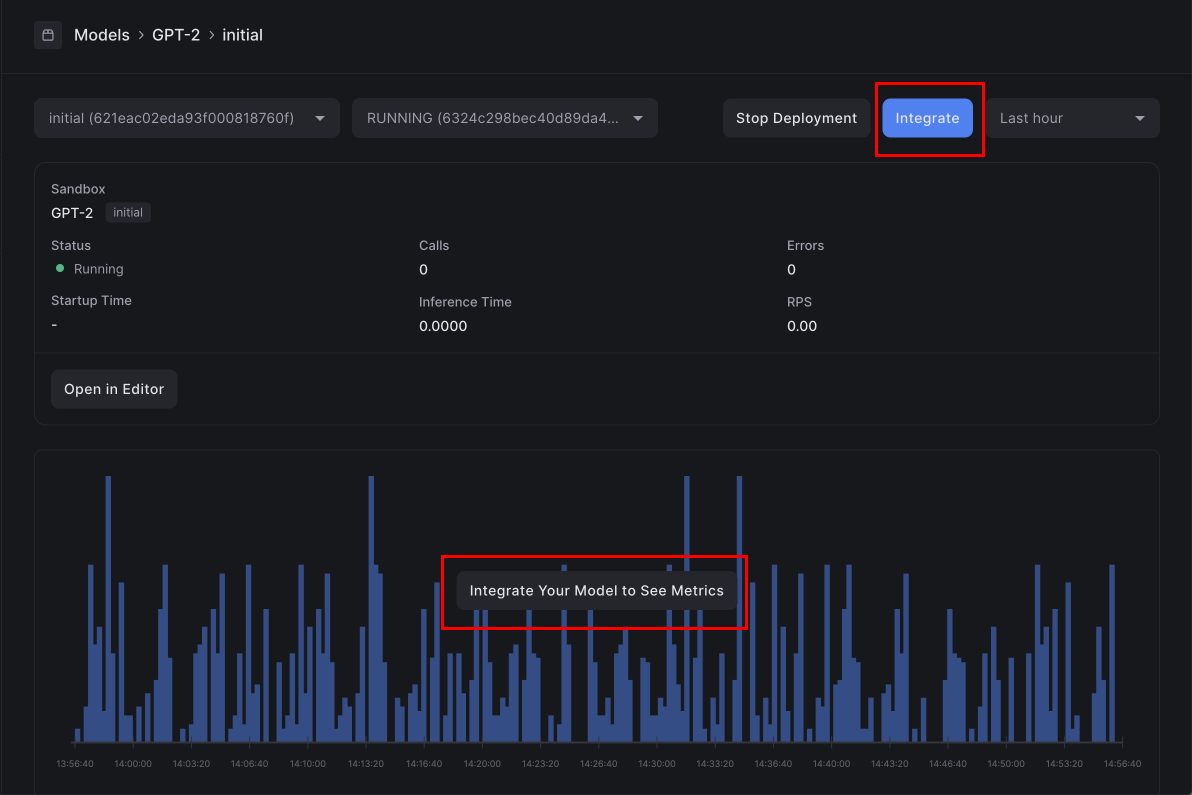 Models > GPT-2 > initial
initial (621eac02eda93f000818760f)
RUNNING (6324c298bec40d89da4...
Stop Deployment
Integrate
Last hour
Sandbox
GPT-2 initial
Status
Calls
Errors
Running
0
0
Startup Time
Inference Time
RPS
-
0.0000
0.00
Open in Editor
Integrate Your Model to See Metrics
13:56:40 14:00:00 14:03:20 14:06:40 14:10:00 14:13:20 14:16:40 14:20:00 14:23:20 14:26:40 14:30:00 14:33:20 14:36:40 14:40:00 14:43:20 14:46:40 14:50:00 14:53:20 14:56:40